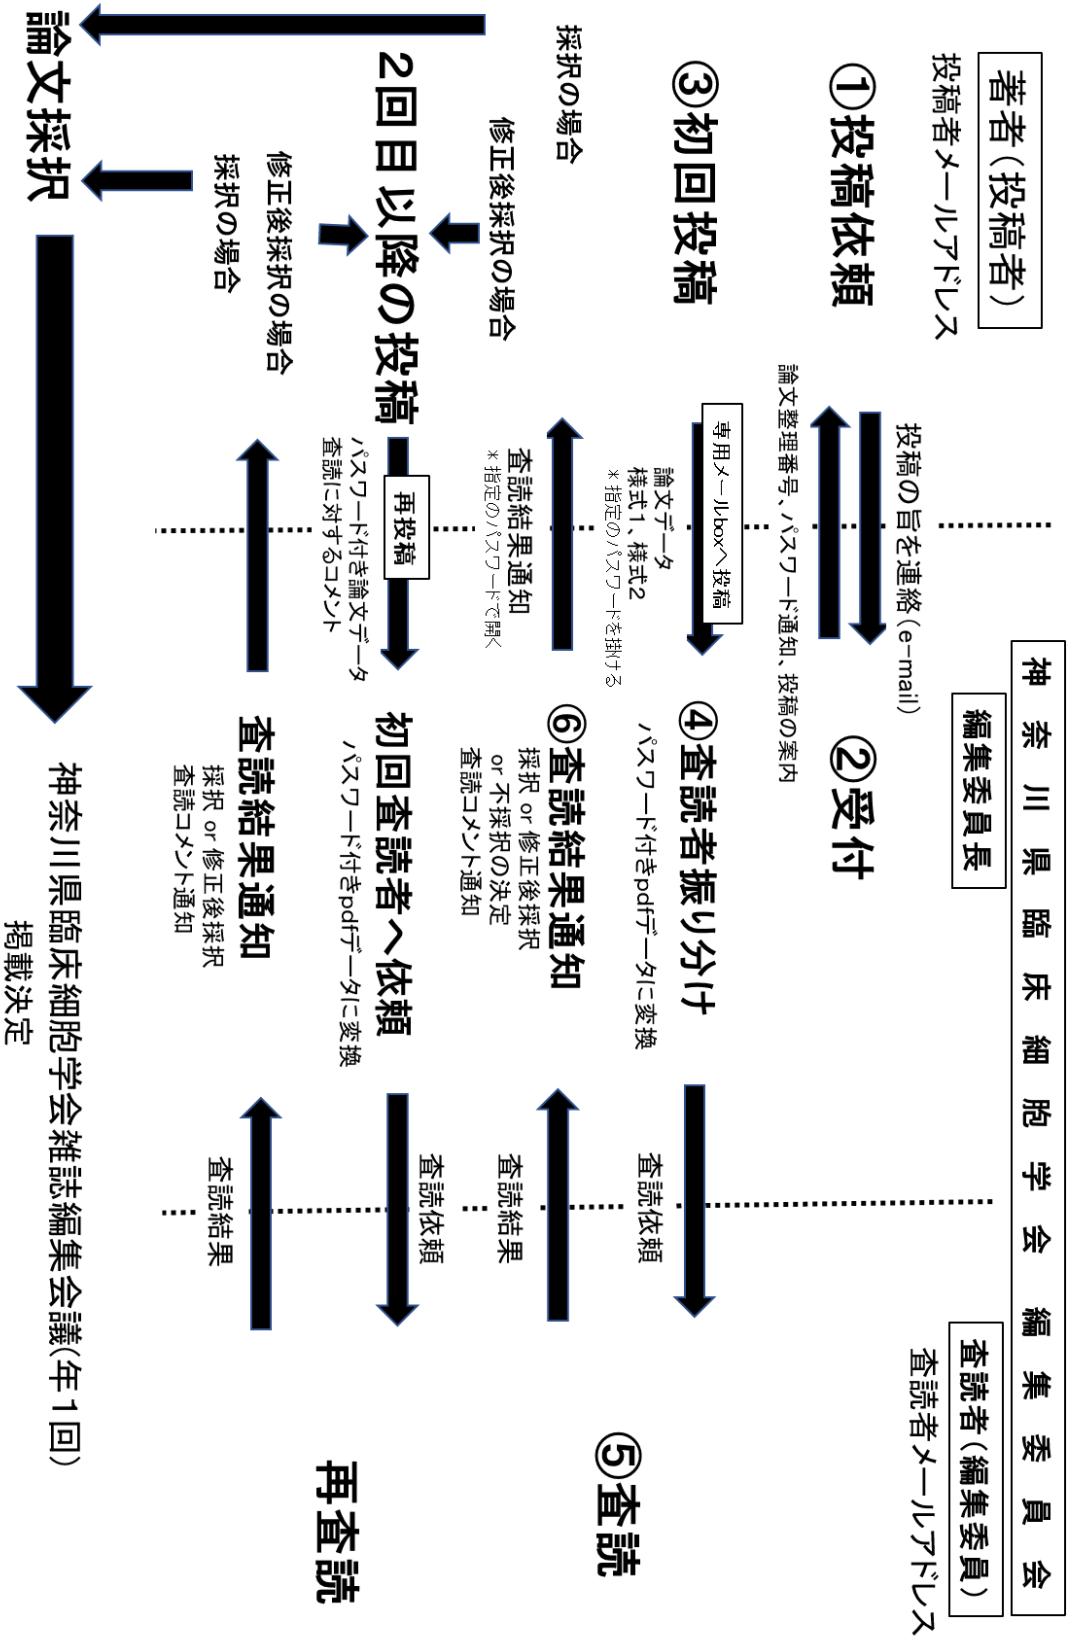 神奈川県臨床細胞学会 編集委員会
著者（投稿者）
投稿者メールアドレス
編集委員長
査読者（編集委員）
査読者メールアドレス
①投稿依頼
投稿の旨を連絡（e-mail）
②受付
論文整理番号、パスワード通知、投稿の案内
③初回投稿
専用メールboxへ投稿
論文データ
様式1、様式2
＊指定のパスワードを掛ける
④査読者振り分け
パスワード付きpdfデータに変換
査読依頼
⑤査読
採択の場合
修正後採択の場合
査読結果通知
＊指定のパスワードで開く
⑥査読結果通知
採択 or 修正後採択
or 不採択の決定
査読コメント通知
査読結果
2回目以降の投稿
再投稿
パスワード付き論文データ
査読に対するコメント
初回査読者へ依頼
パスワード付きpdfデータに変換
査読依頼
再査読
修正後採択の場合
採択の場合
査読結果通知
採択 or 修正後採択
査読コメント通知
査読結果
論文採択
神奈川県臨床細胞学会雑誌編集会議（年1回）
掲載決定